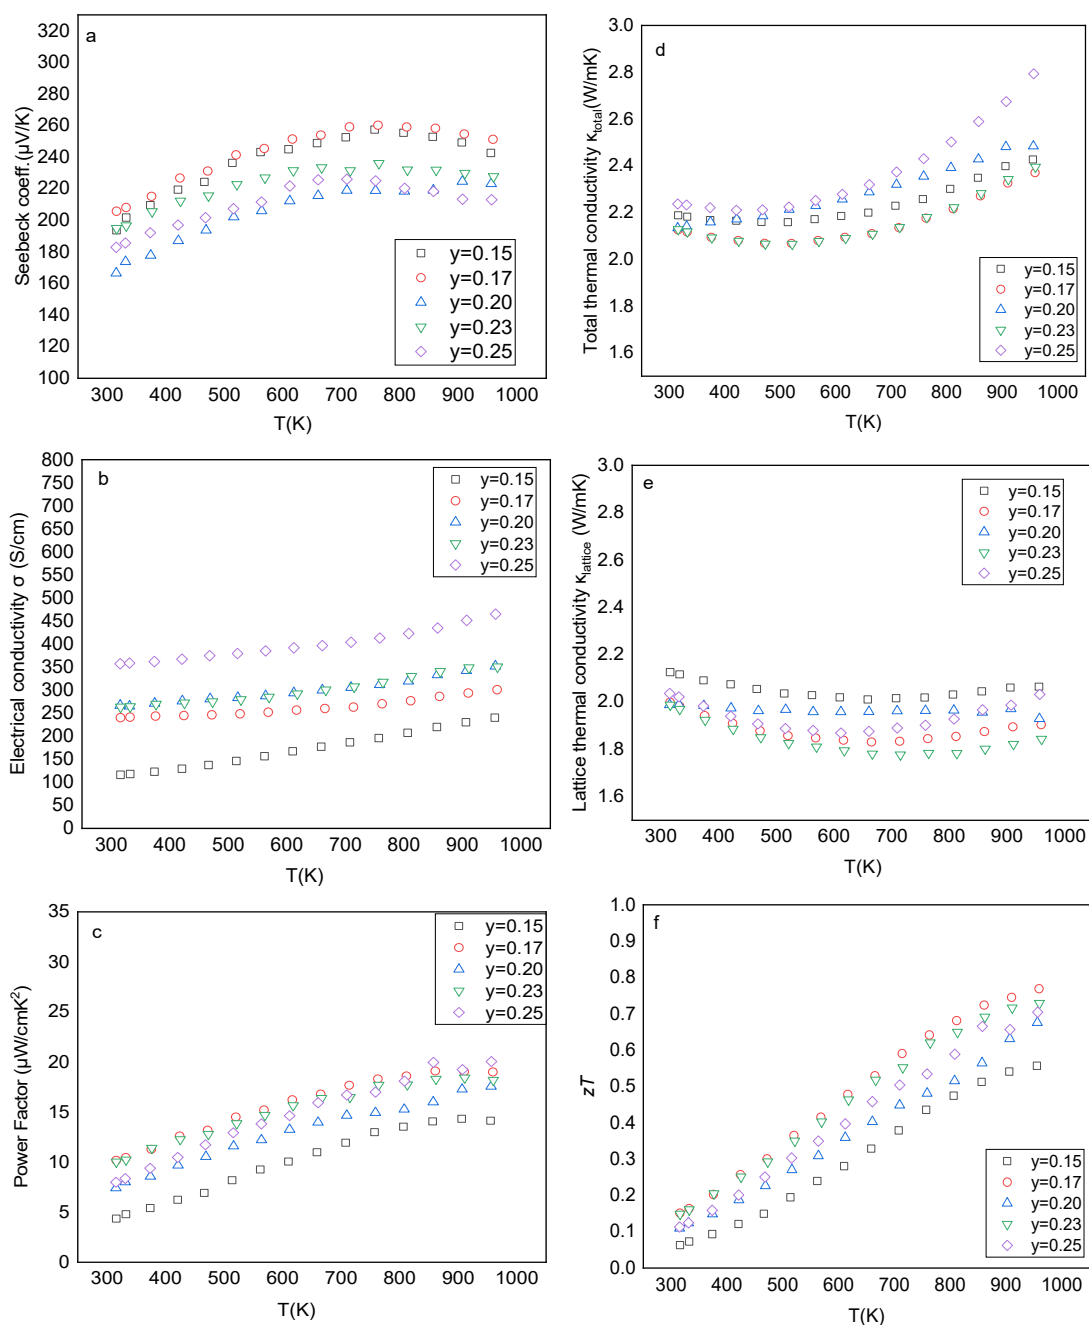 a
Seebeck coeff.(μV/K)
320
300
280
260
240
220
200
180
160
140
120
100
y=0.15
y=0.17
y=0.20
y=0.23
y=0.25
300 400 500 600 700 800 900 1000
T(K)
d
Total thermal conductivity κtotal(W/mK)
3.0
2.8
2.6
2.4
2.2
2.0
1.8
1.6
y=0.15
y=0.17
y=0.20
y=0.23
y=0.25
300 400 500 600 700 800 900 1000
T(K)
b
Electrical conductivity σ (S/cm)
800
750
700
650
600
550
500
450
400
350
300
250
200
150
100
50
0
y=0.15
y=0.17
y=0.20
y=0.23
y=0.25
300 400 500 600 700 800 900 1000
T(K)
e
Lattice thermal conductivity κlattice (W/mK)
3.0
2.8
2.6
2.4
2.2
2.0
1.8
1.6
y=0.15
y=0.17
y=0.20
y=0.23
y=0.25
300 400 500 600 700 800 900 1000
T(K)
c
Power Factor (μW/cmK²)
35
30
25
20
15
10
5
0
y=0.15
y=0.17
y=0.20
y=0.23
y=0.25
300 400 500 600 700 800 900 1000
T(K)
f
zT
1.0
0.9
0.8
0.7
0.6
0.5
0.4
0.3
0.2
0.1
0.0
y=0.15
y=0.17
y=0.20
y=0.23
y=0.25
300 400 500 600 700 800 900 1000
T(K)